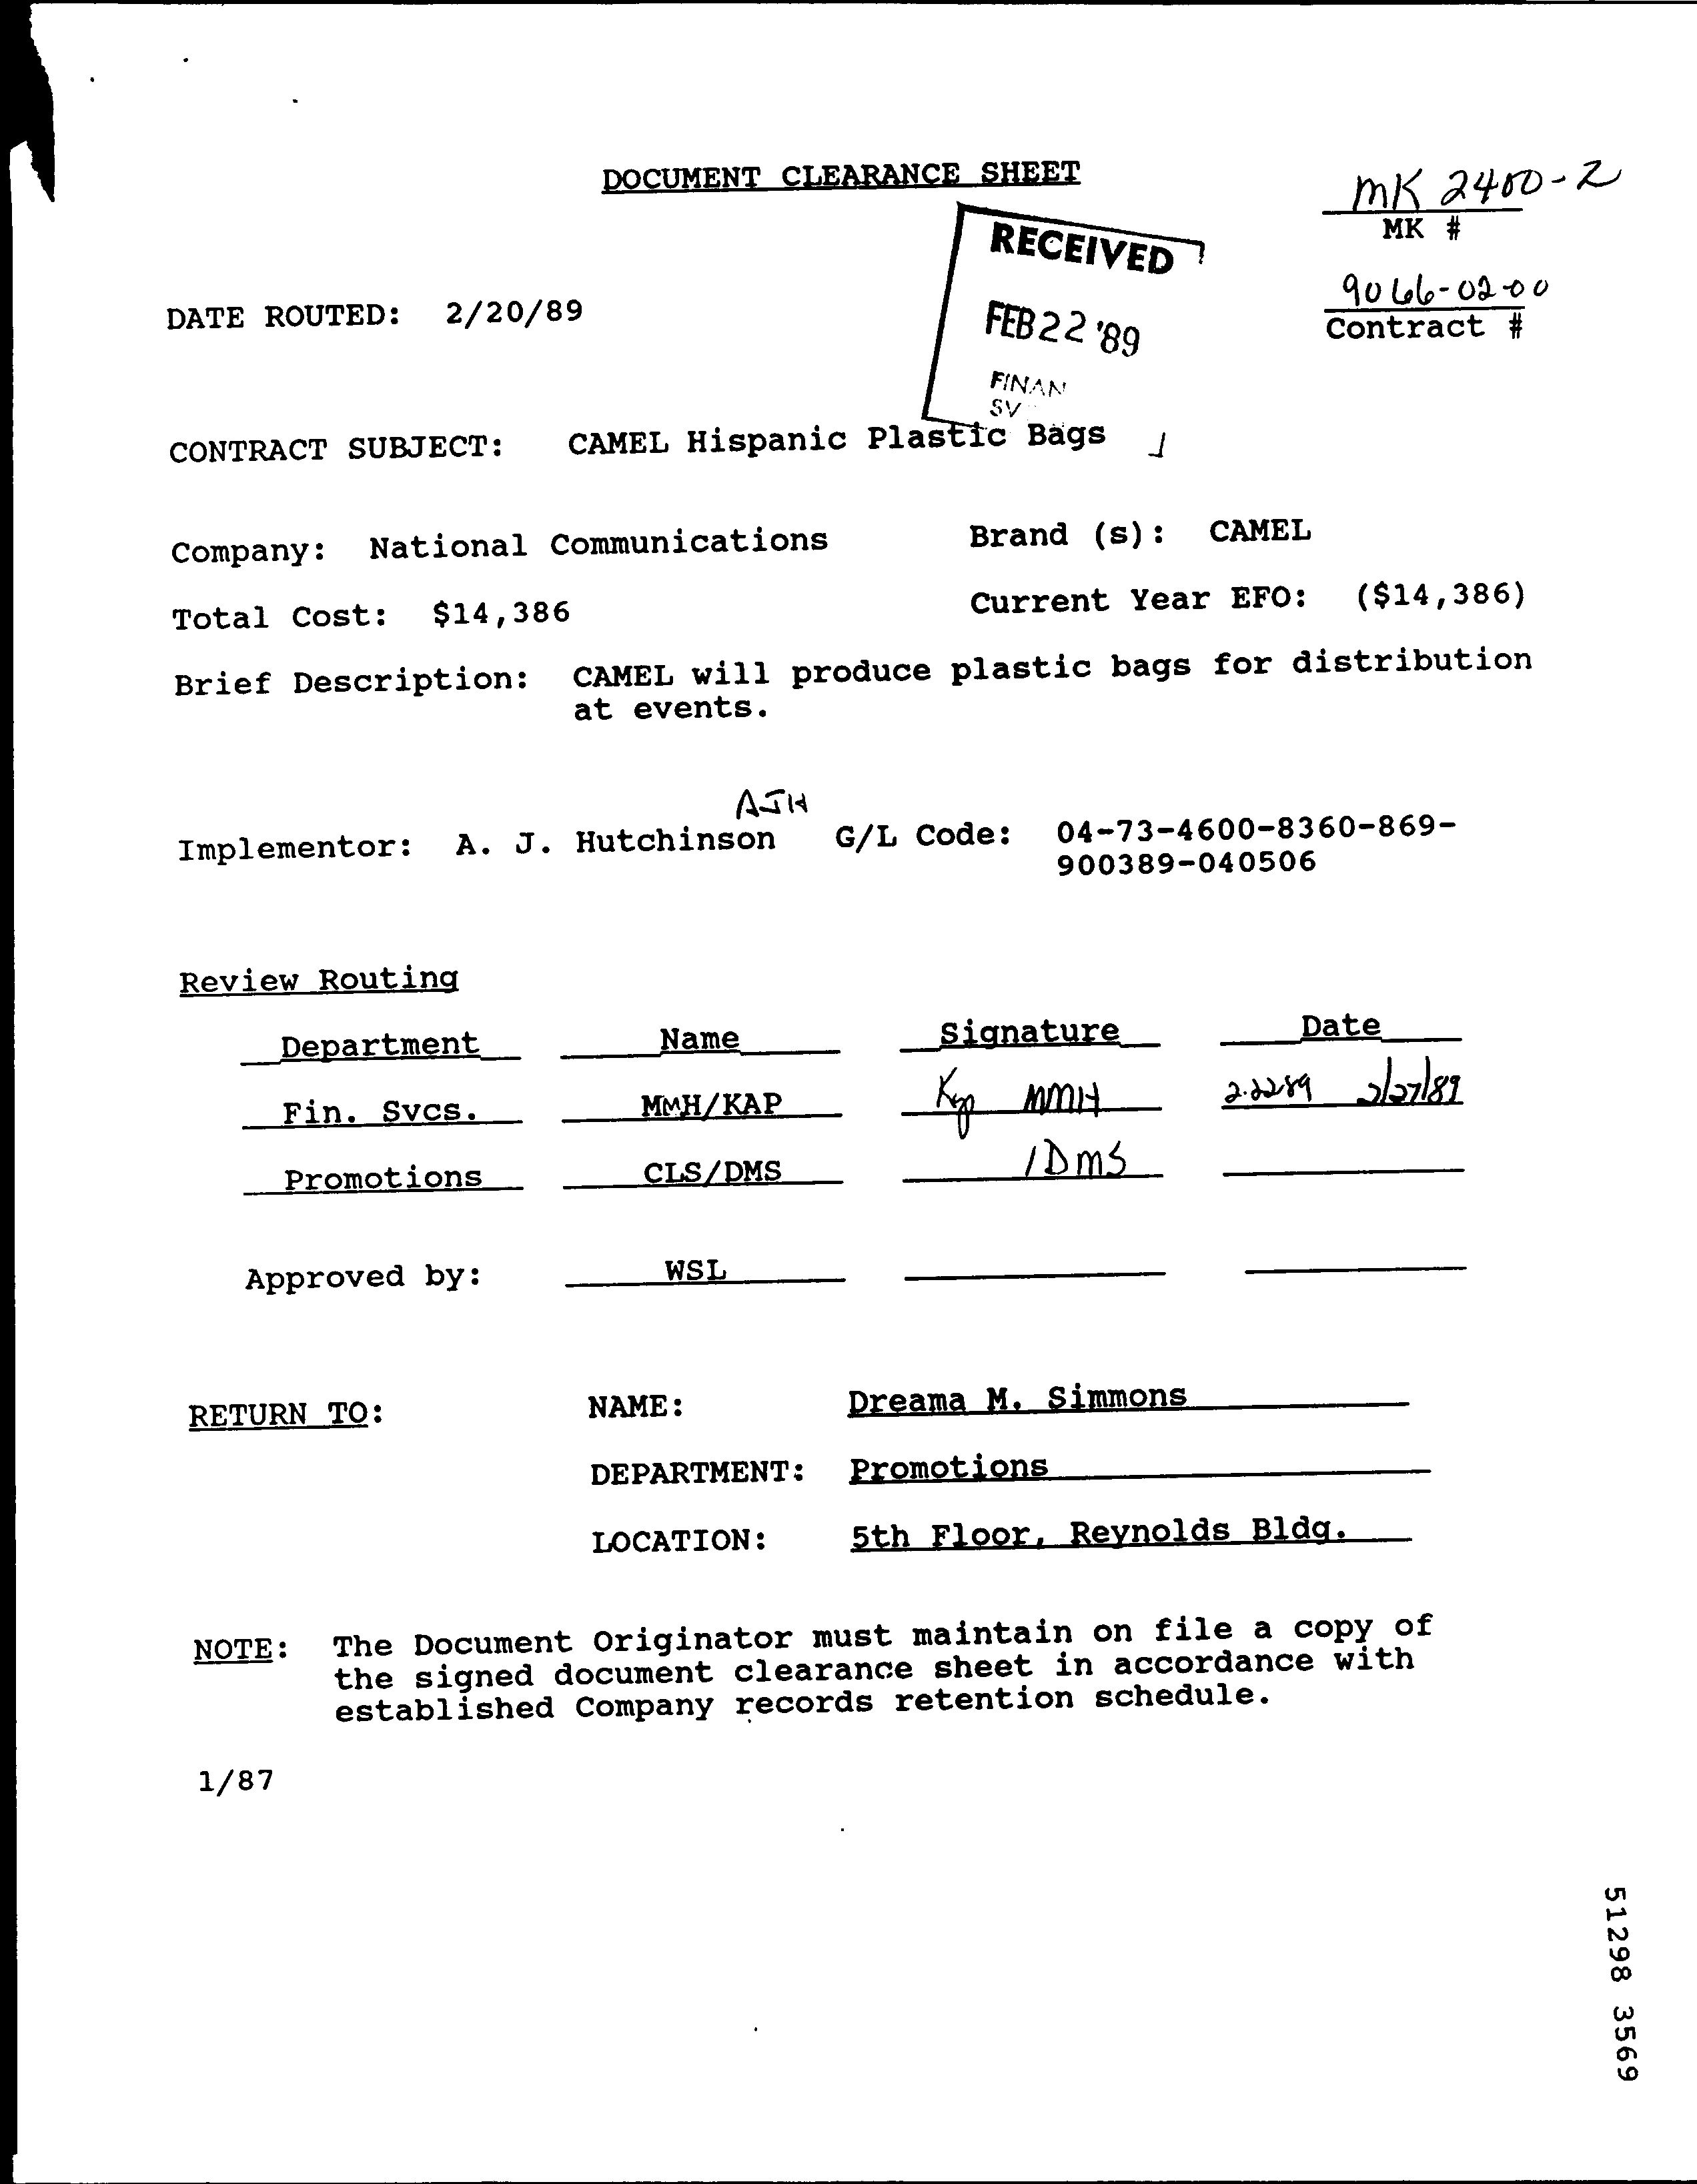 DOCUMENT CLEARANCE SHEET
MK 2400-2
MK #
RECEIVED
FEB 22 '89
FINAN
SV
9066-02-00
Contract #
DATE ROUTED: 2/20/89
CONTRACT SUBJECT: CAMEL Hispanic Plastic Bags
Company: National Communications Brand (s): CAMEL
Total Cost: $14,386 Current Year EFO: ($14,386)
Brief Description: CAMEL will produce plastic bags for distribution
at events.
AJH
Implementor: A. J. Hutchinson G/L Code: 04-73-4600-8360-869-
900389-040506
Review Routing
Department Name Signature Date
Fin. Svcs. MMH/KAP Kap MMH 2.22.89 2/27/89
Promotions CLS/DMS /DMS
Approved by: WSL
RETURN TO: NAME: Dreama M. Simmons
DEPARTMENT: Promotions
LOCATION: 5th Floor, Reynolds Bldg.
NOTE: The Document Originator must maintain on file a copy of
the signed document clearance sheet in accordance with
established Company records retention schedule.
1/87
51298 3569